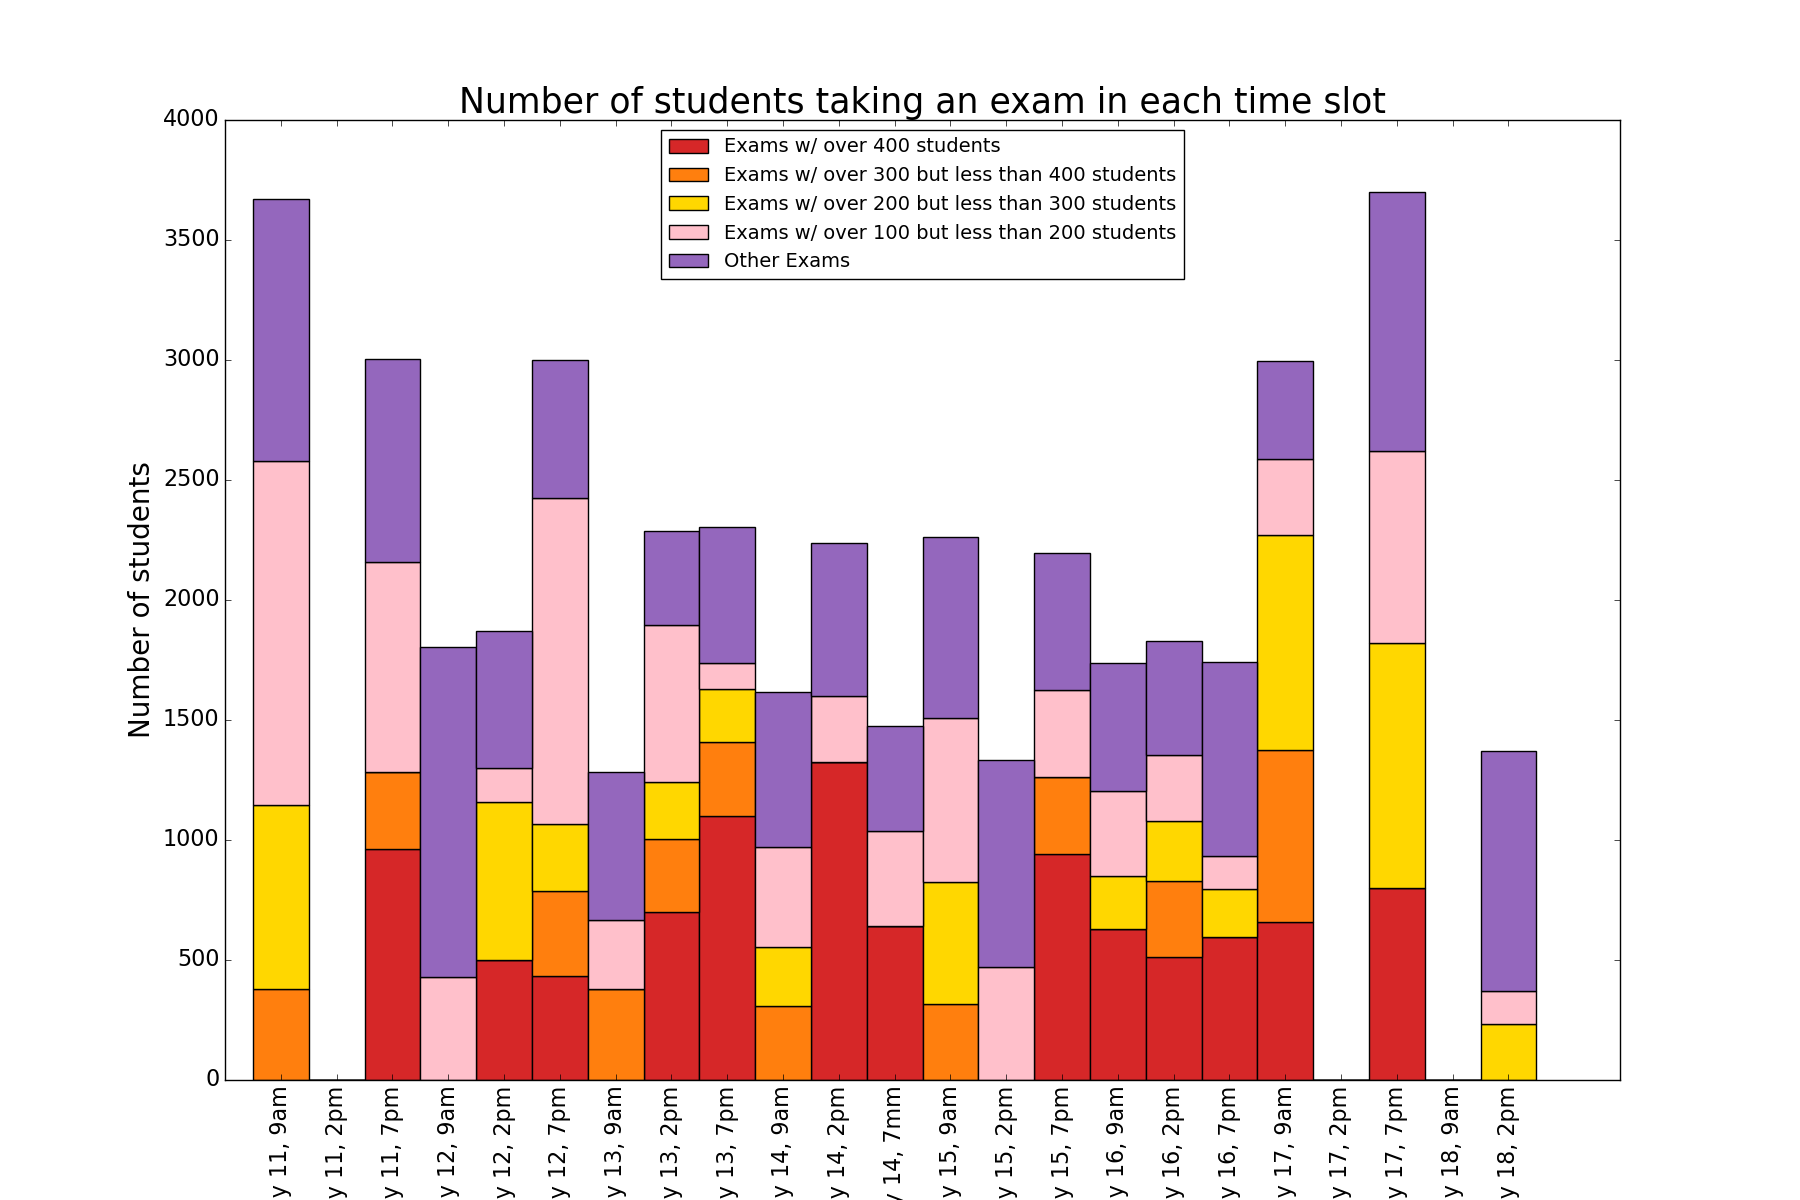 Number of students taking an exam in each time slot
Exams w/ over 400 students
Exams w/ over 300 but less than 400 students
Exams w/ over 200 but less than 300 students
Exams w/ over 100 but less than 200 students
Other Exams
Number of students
4000
3500
3000
2500
2000
1500
1000
500
0
y 11, 9am
y 11, 2pm
y 11, 7pm
y 12, 9am
y 12, 2pm
y 12, 7pm
y 13, 9am
y 13, 2pm
y 13, 7pm
y 14, 9am
y 14, 2pm
y 14, 7mm
y 15, 9am
y 15, 2pm
y 15, 7pm
y 16, 9am
y 16, 2pm
y 16, 7pm
y 17, 9am
y 17, 2pm
y 17, 7pm
y 18, 9am
y 18, 2pm